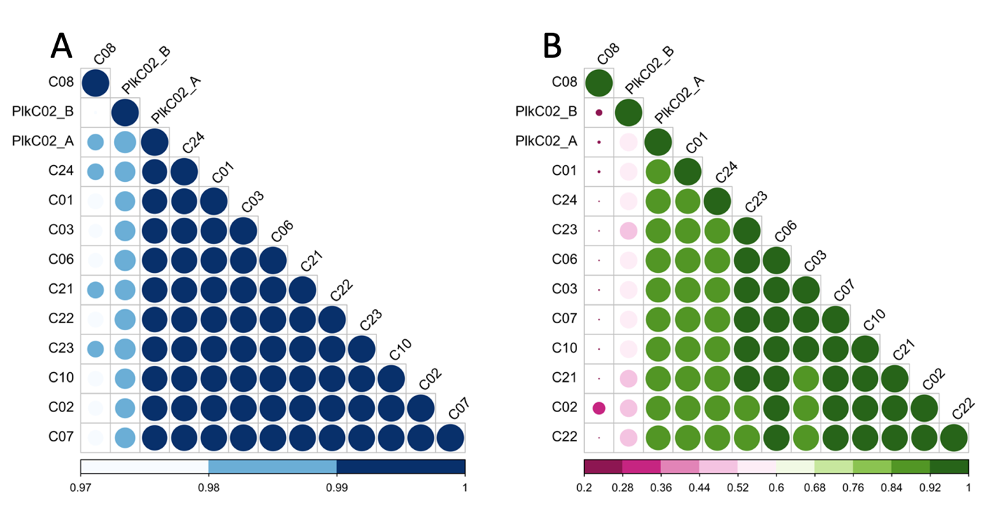 A
C08
PlkC02_B
PlkC02_A
C24
C01
C03
C06
C21
C22
C23
C10
C02
C07
C08
PlkC02_B
PlkC02_A
C24
C01
C03
C06
C21
C22
C23
C10
C02
C07
0.97 0.98 0.99 1
B
C08
PlkC02_B
PlkC02_A
C01
C24
C23
C06
C03
C07
C10
C21
C02
C22
C08
PlkC02_B
PlkC02_A
C01
C24
C23
C06
C03
C07
C10
C21
C02
C22
0.2 0.28 0.36 0.44 0.52 0.6 0.68 0.76 0.84 0.92 1